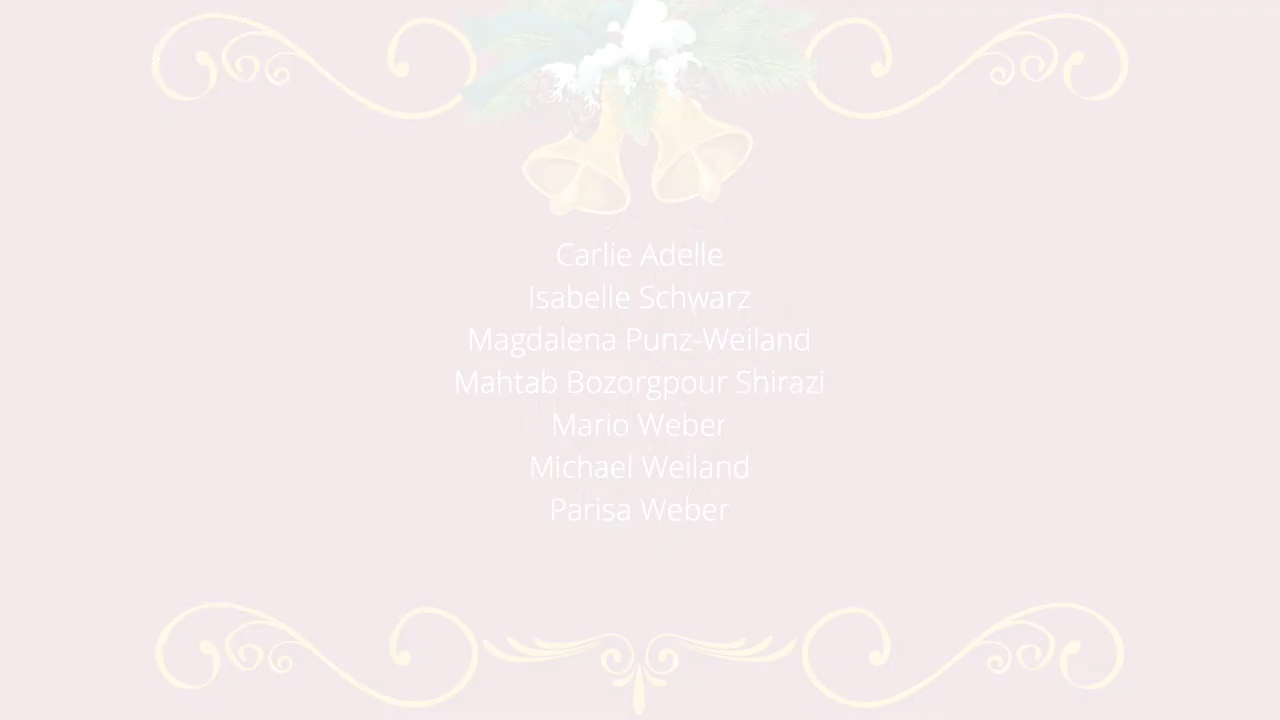 Carlie Adelle
Isabelle Schwarz
Magdalena Punz-Weiland
Mahtab Bozorgpour Shirazi
Mario Weber
Michael Weiland
Parisa Weber